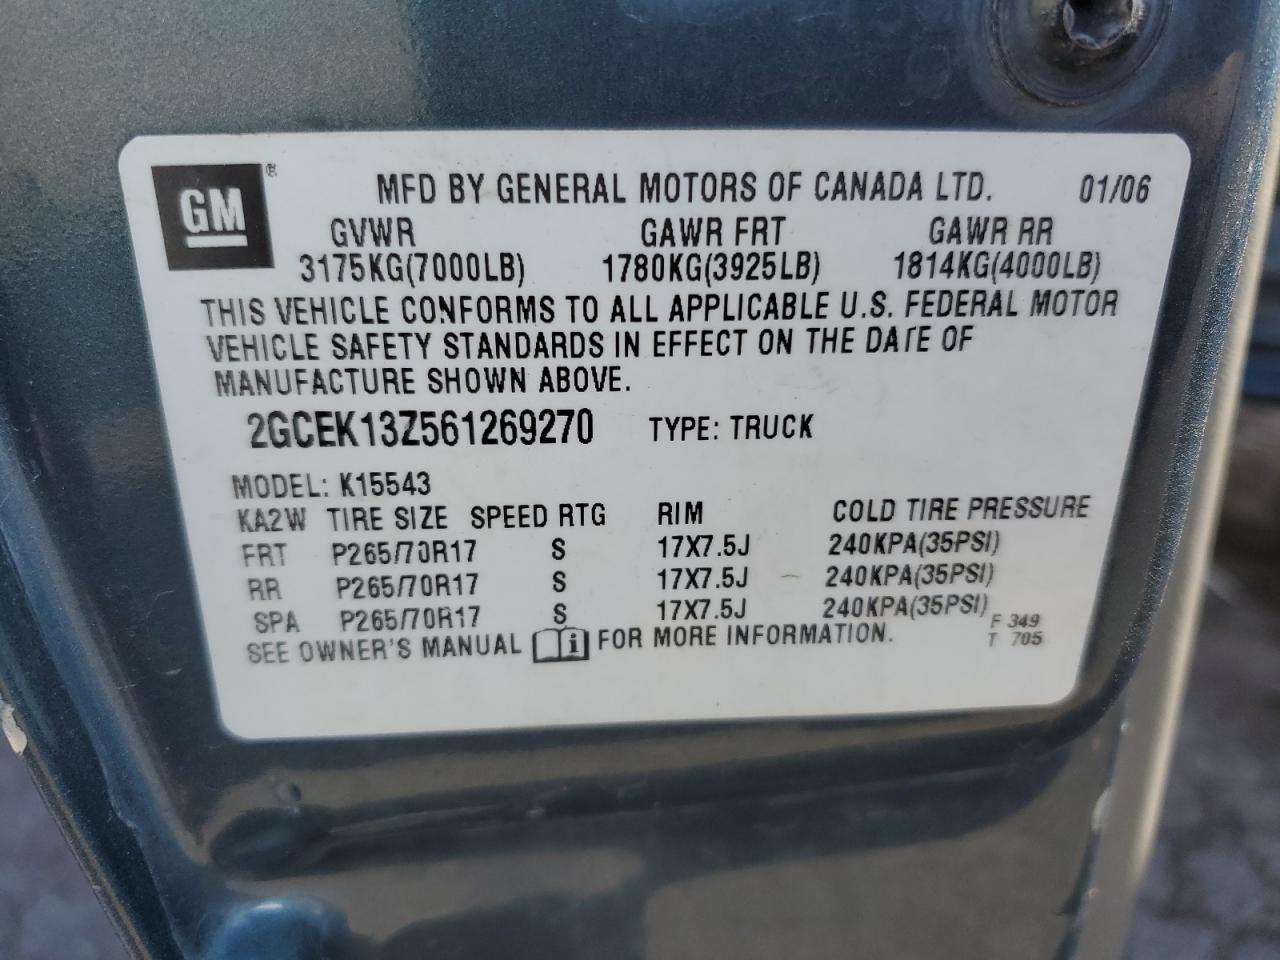 GM ®
MFD BY GENERAL MOTORS OF CANADA LTD. 01/06
GVWR GAWR FRT GAWR RR
3175KG(7000LB) 1780KG(3925LB) 1814KG(4000LB)
THIS VEHICLE CONFORMS TO ALL APPLICABLE U.S. FEDERAL MOTOR
VEHICLE SAFETY STANDARDS IN EFFECT ON THE DATE OF
MANUFACTURE SHOWN ABOVE.
2GCEK13Z561269270 TYPE: TRUCK
MODEL: K15543
KA2W TIRE SIZE SPEED RTG RIM COLD TIRE PRESSURE
FRT P265/70R17 S 17X7.5J 240KPA(35PSI)
RR P265/70R17 S 17X7.5J 240KPA(35PSI)
SPA P265/70R17 S 17X7.5J 240KPA(35PSI)
F 349
SEE OWNER'S MANUAL i FOR MORE INFORMATION.
T 705